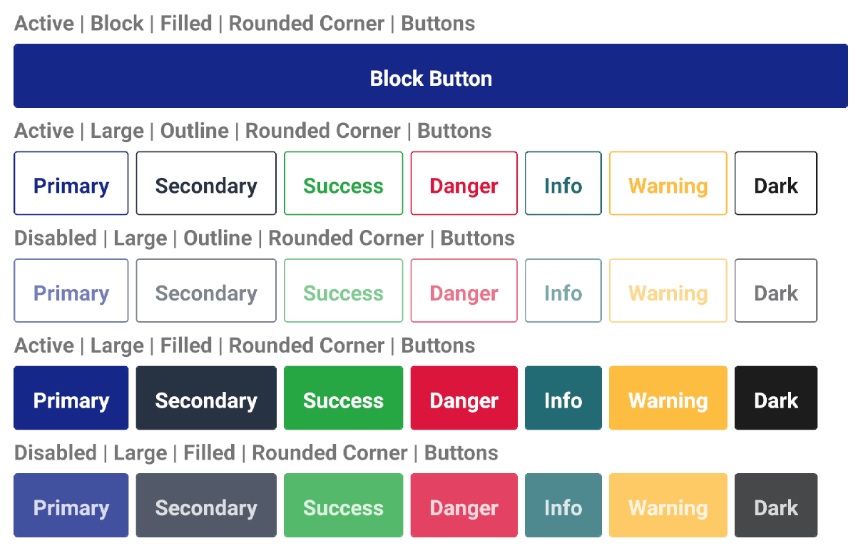 Active | Block | Filled | Rounded Corner | Buttons
Block Button
Active | Large | Outline | Rounded Corner | Buttons
Primary Secondary Success Danger Info Warning Dark
Disabled | Large | Outline | Rounded Corner | Buttons
Primary Secondary Success Danger Info Warning Dark
Active | Large | Filled | Rounded Corner | Buttons
Primary Secondary Success Danger Info Warning Dark
Disabled | Large | Filled | Rounded Corner | Buttons
Primary Secondary Success Danger Info Warning Dark